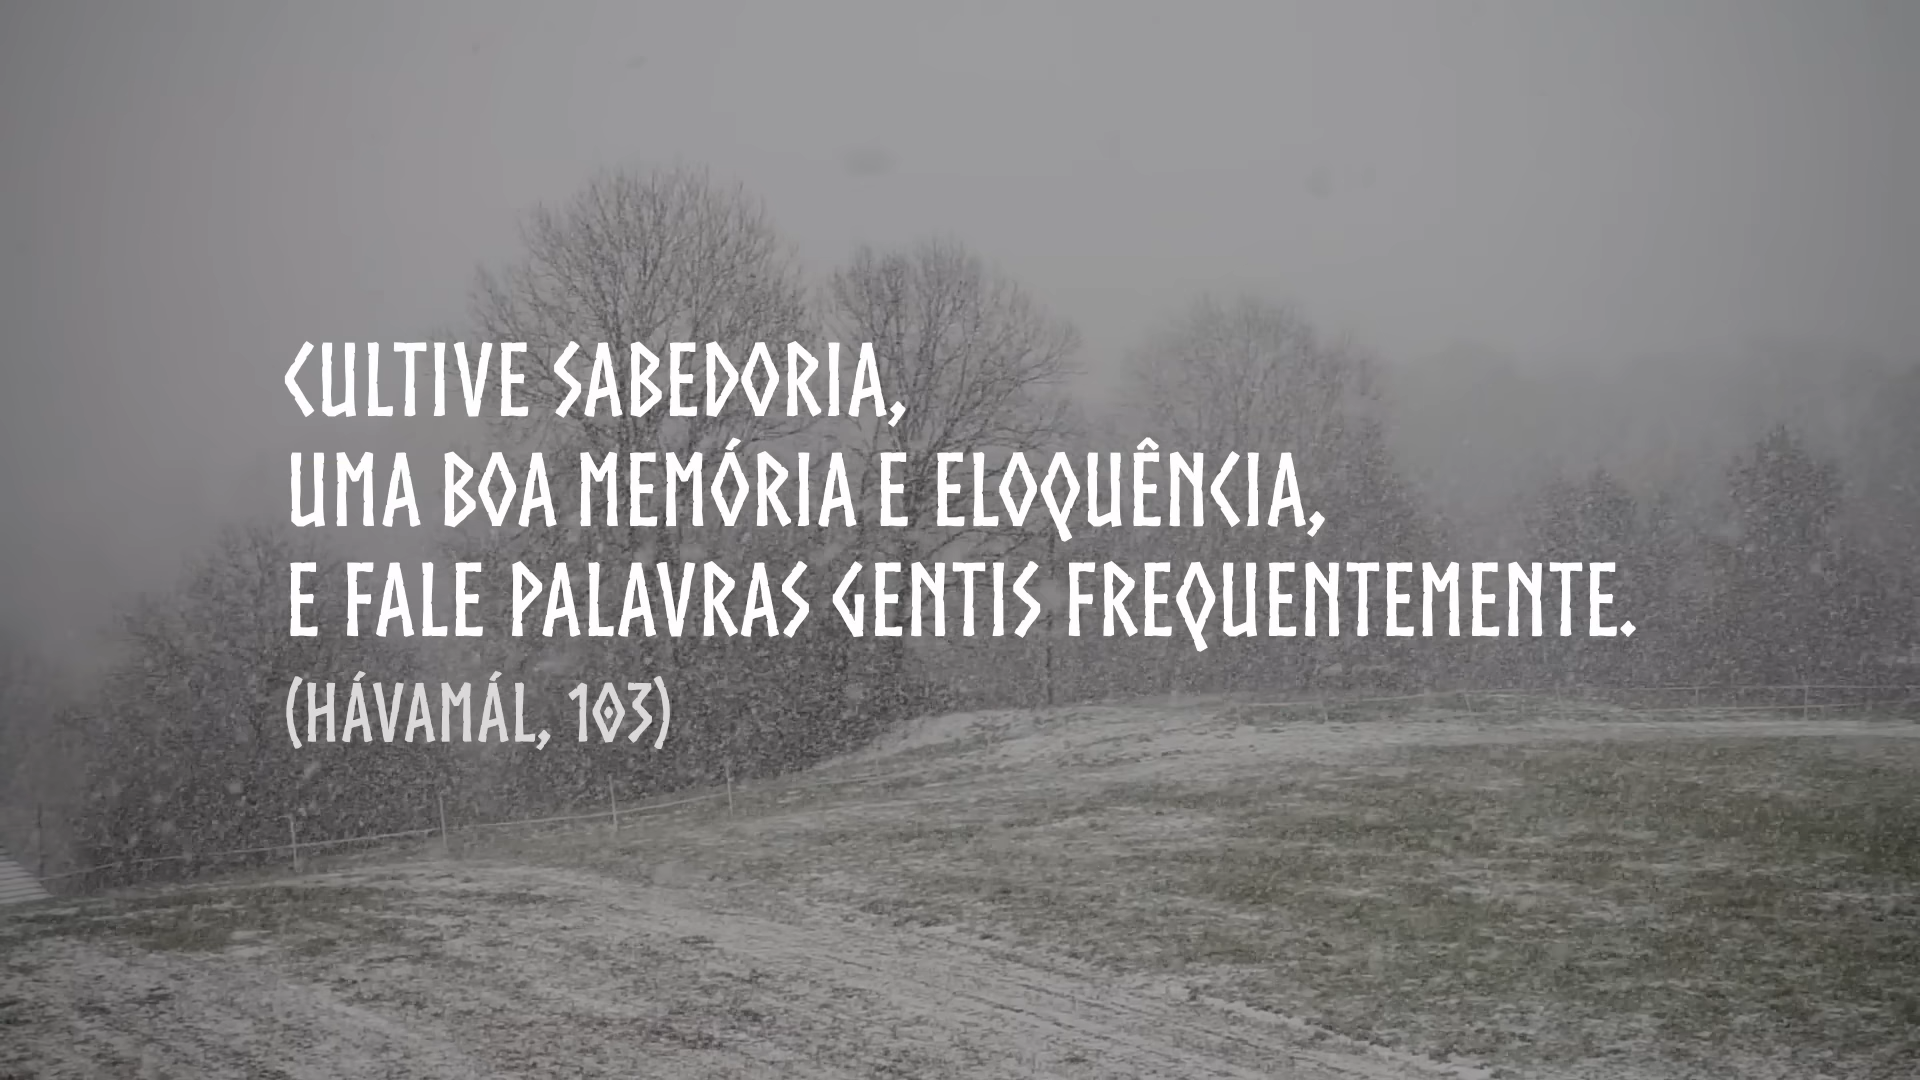 CULTIVE SABEDORIA,
UMA BOA MEMÓRIA E ELOQUÊNCIA,
E FALE PALAVRAS GENTIS FREQUENTEMENTE.
(HÁVAMÁL, 103)